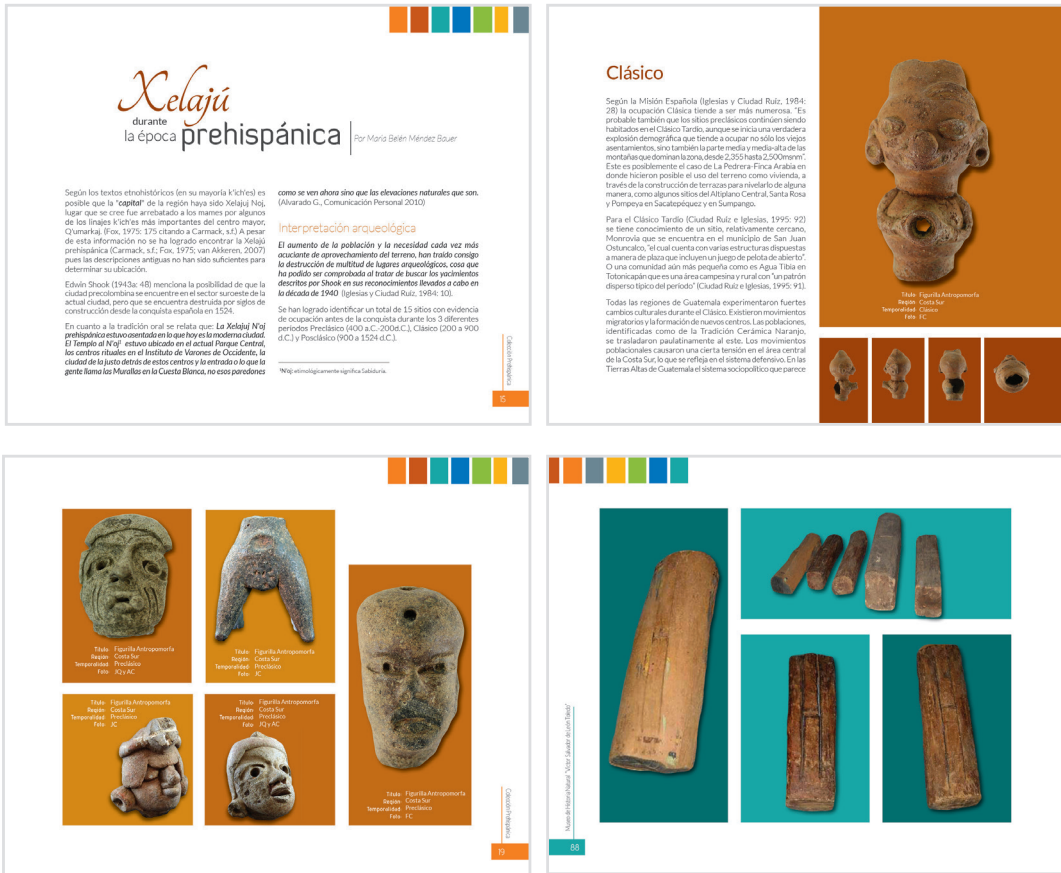 Xelajú
durante
la época prehispánica
Por María Belén Méndez Bauer
Según los textos etnohistóricos (en su mayoría k'ich'es) es
posible que la "capital" de la región haya sido Xelajuj Noj,
lugar que se cree fue arrebatado a los mames por algunos
de los linajes k'ich'es más importantes del centro mayor,
Q'umarkaj. (Fox, 1975: 175 citando a Carmack, s.f.) A pesar
de esta información no se ha logrado encontrar la Xelajú
prehispánica (Carmack, s.f.; Fox, 1975; van Akkeren, 2007)
pues las descripciones antiguas no han sido suficientes para
determinar su ubicación.
Edwin Shook (1943a: 48) menciona la posibilidad de que la
ciudad precolombina se encuentre en el sector suroeste de la
actual ciudad, pero que se encuentra destruida por siglos de
construcción desde la conquista española en 1524.
En cuanto a la tradición oral se relata que: La Xelajuj N'oj
prehispánica estuvo asentada en lo que hoy es la moderna ciudad.
El Templo al N'oj¹ estuvo ubicado en el actual Parque Central,
los centros rituales en el Instituto de Varones de Occidente, la
ciudad de la justo detrás de estos centros y la entrada o lo que la
gente llama las Murallas en la Cuesta Blanca, no esos paredones
como se ven ahora sino que las elevaciones naturales que son.
(Alvarado G., Comunicación Personal 2010)
Interpretación arqueológica
El aumento de la población y la necesidad cada vez más
acuciante de aprovechamiento del terreno, han traído consigo
la destrucción de multitud de lugares arqueológicos, cosa que
ha podido ser comprobada al tratar de buscar los yacimientos
descritos por Shook en sus reconocimientos llevados a cabo en
la década de 1940 (Iglesias y Ciudad Ruiz, 1984: 10).
Se han logrado identificar un total de 15 sitios con evidencia
de ocupación antes de la conquista durante los 3 diferentes
períodos Preclásico (400 a.C.-200d.C.), Clásico (200 a 900
d.C.) y Posclásico (900 a 1524 d.C.).
¹N'oj: etimológicamente significa Sabiduría.
Colección Prehispánica
15
Clásico
Según la Misión Española (Iglesias y Ciudad Ruiz, 1984:
28) la ocupación Clásica tiende a ser más numerosa. "Es
probable también que los sitios preclásicos continúen siendo
habitados en el Clásico Tardío, aunque se inicia una verdadera
explosión demográfica que tiende a ocupar no sólo los viejos
asentamientos, sino también la parte media y media-alta de las
montañas que dominan la zona, desde 2,355 hasta 2,500msnm".
Este es posiblemente el caso de La Pedrera-Finca Arabia en
donde hicieron posible el uso del terreno como vivienda, a
través de la construcción de terrazas para nivelarlo de alguna
manera, como algunos sitios del Altiplano Central, Santa Rosa
y Pompeya en Sacatepéquez y en Sumpango.
Para el Clásico Tardío (Ciudad Ruiz e Iglesias, 1995: 92)
se tiene conocimiento de un sitio, relativamente cercano,
Monrovia que se encuentra en el municipio de San Juan
Ostuncalco, "el cual cuenta con varias estructuras dispuestas
a manera de plaza que incluyen un juego de pelota de abierto".
O una comunidad aún más pequeña como es Agua Tibia en
Totonicapán que es una área campesina y rural con "un patrón
disperso típico del período" (Ciudad Ruiz e Iglesias, 1995: 91).
Todas las regiones de Guatemala experimentaron fuertes
cambios culturales durante el Clásico. Existieron movimientos
migratorios y la formación de nuevos centros. Las poblaciones,
identificadas como de la Tradición Cerámica Naranjo,
se trasladaron paulatinamente al este. Los movimientos
poblacionales causaron una cierta tensión en el área central
de la Costa Sur, lo que se refleja en el sistema defensivo. En las
Tierras Altas de Guatemala el sistema sociopolítico que parece
Título: Figurilla Antropomorfa
Región: Costa Sur
Temporalidad: Clásico
Foto: FC
Título: Figurilla Antropomorfa
Región: Costa Sur
Temporalidad: Preclásico
Foto: JQ y AC
Título: Figurilla Antropomorfa
Región: Costa Sur
Temporalidad: Preclásico
Foto: JC
Título: Figurilla Antropomorfa
Región: Costa Sur
Temporalidad: Preclásico
Foto: JC
Título: Figurilla Antropomorfa
Región: Costa Sur
Temporalidad: Preclásico
Foto: JQ y AC
Título: Figurilla Antropomorfa
Región: Costa Sur
Temporalidad: Preclásico
Foto: FC
Colección Prehispánica
19
Museo de Historia Natural "Víctor Salvador de León Toledo"
88